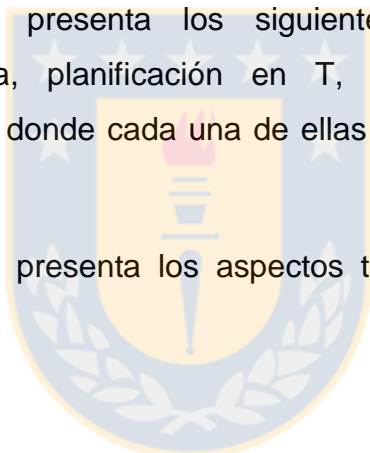 presenta los siguiente
planificación en T,
donde cada una de ellas
presenta los aspectos